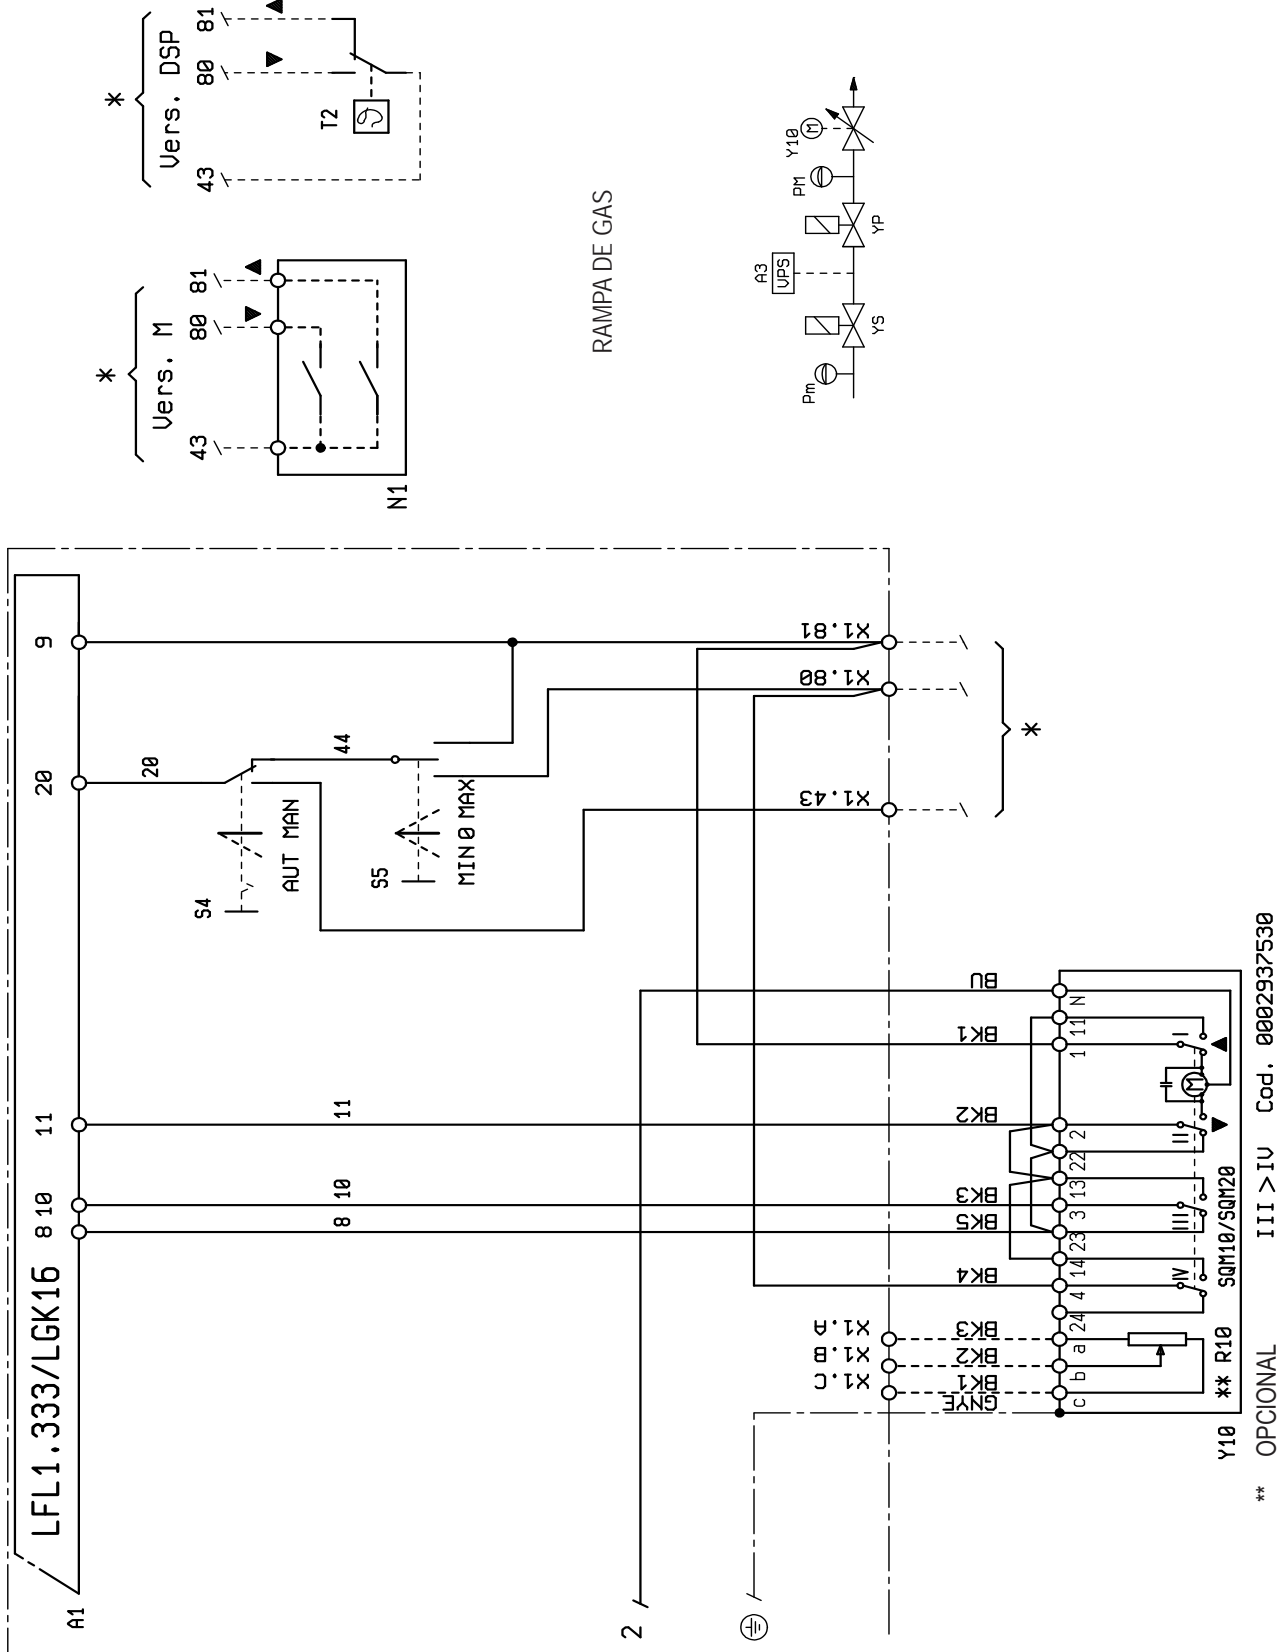 A1
LFL1.333/LGK16
8 10 11 20 9
8
10
11
20
44
S4
AUT MAN
S5
MIN 0 MAX
X1.81
X1.80
X1.43
N1
*
Vers. M
43 80 81
*
Vers. DSP
43 80 81
T2
RAMPA DE GAS
Pm
YS
A3
VPS
YP
PM
Y10
M
*
2
X1.C
X1.B
X1.A
GNYE
BK1
BK2
BK3
BK4
BK5
BK3
BK2
BK1
BU
c b a 24 4 14 23 3 13 22 2 1 11 N
IV III II I
M
Y10
** R10
SQM10/SQM20
** OPCIONAL
III > IV Cod. 0002937530